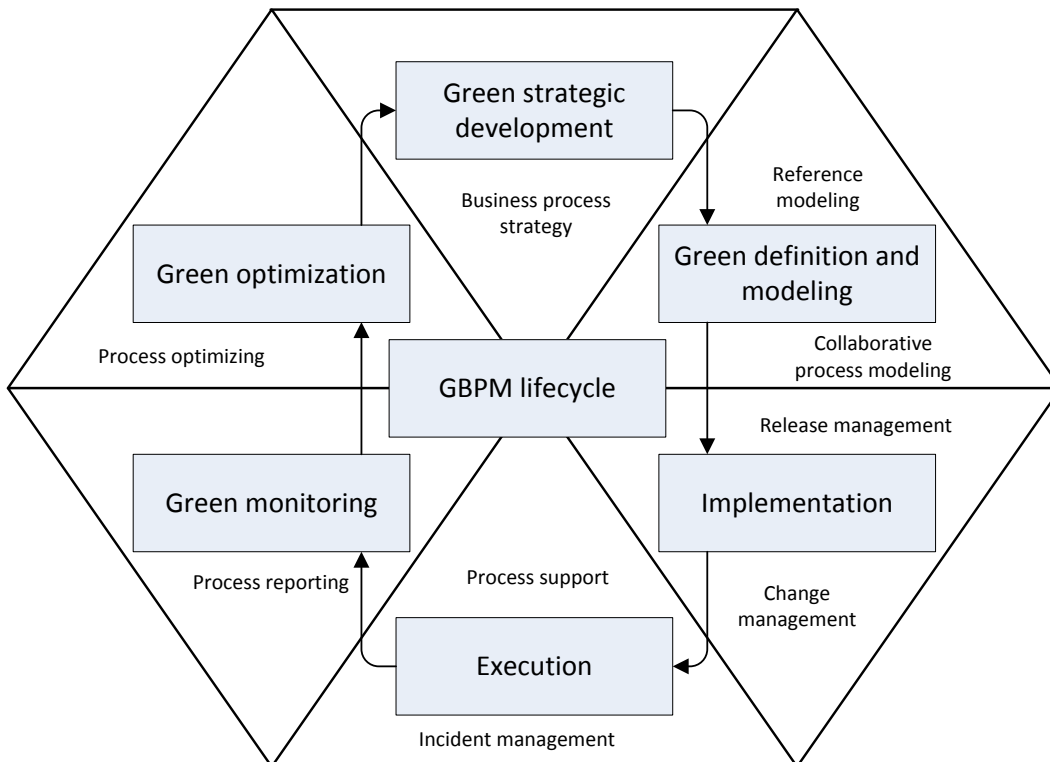 Green strategic
development
Business process
strategy
Reference
modeling
Green definition and
modeling
Collaborative
process modeling
Green optimization
Process optimizing
GBPM lifecycle
Release management
Implementation
Change
management
Green monitoring
Process reporting
Process support
Execution
Incident management